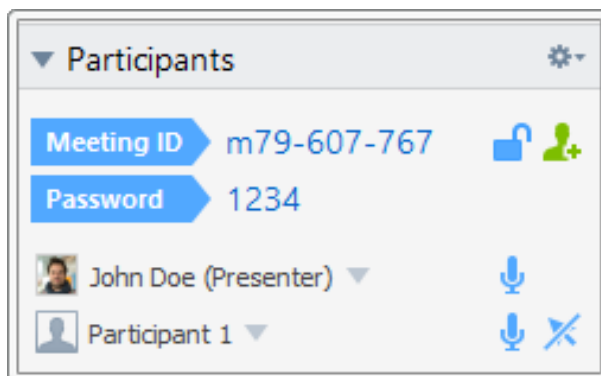 Participants
Meeting ID m79-607-767
Password 1234
John Doe (Presenter)
Participant 1